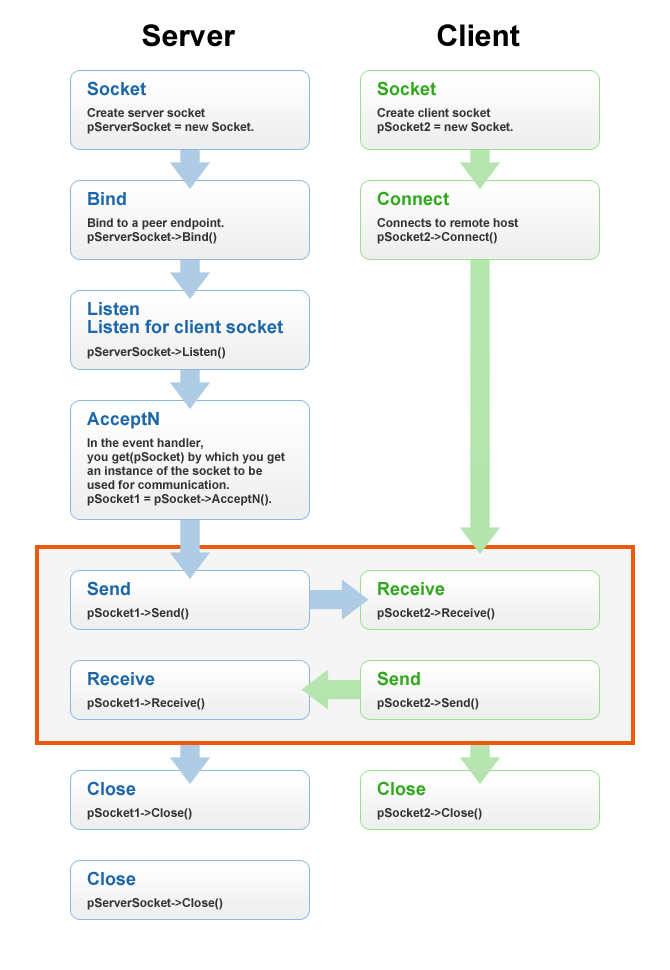 Server
Client
Socket
Create server socket
pServerSocket = new Socket.
Socket
Create client socket
pSocket2 = new Socket.
Bind
Bind to a peer endpoint.
pServerSocket->Bind()
Connect
Connects to remote host
pSocket2->Connect()
Listen
Listen for client socket
pServerSocket->Listen()
AcceptN
In the event handler,
you get(pSocket) by which you get
an instance of the socket to be
used for communication.
pSocket1 = pSocket->AcceptN().
Send
pSocket1->Send()
Receive
pSocket2->Receive()
Receive
pSocket1->Receive()
Send
pSocket2->Send()
Close
pSocket1->Close()
Close
pSocket2->Close()
Close
pServerSocket->Close()